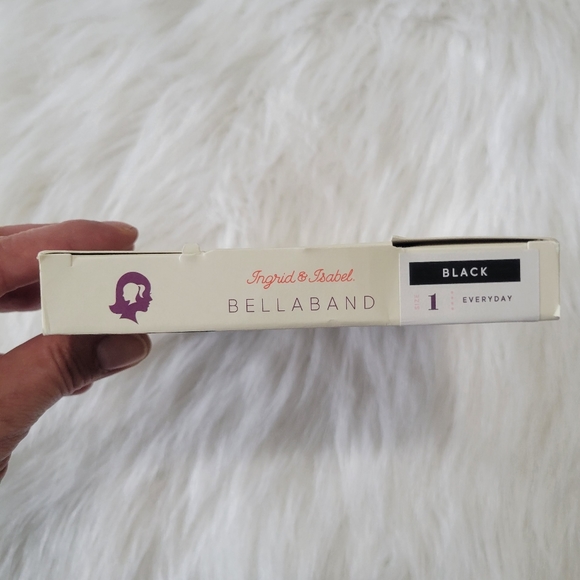 Ingrid & Isabel.
BELLABAND
BLACK
1 EVERYDAY